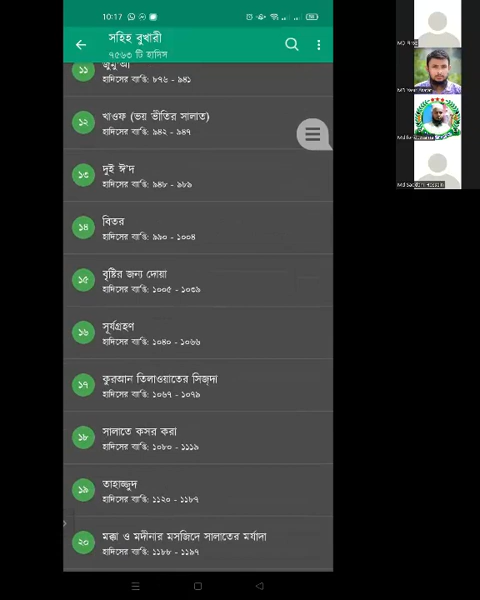 10:17
সহিহ বুখারী
৭৫৬৩ টি হাদিস
১১
জুমু'আ
হাদিসের ব্যাপ্তি: ৮৭৬ - ৯৪১
১২
খাওফ (ভয় ভীতির সালাত)
হাদিসের ব্যাপ্তি: ৯৪২ - ৯৪৭
১৩
দুই ঈ'দ
হাদিসের ব্যাপ্তি: ৯৪৮ - ৯৮৯
১৪
বিতর
হাদিসের ব্যাপ্তি: ৯৯০ - ১০০৪
১৫
বৃষ্টির জন্য দোয়া
হাদিসের ব্যাপ্তি: ১০০৫ - ১০৩৯
১৬
সূর্যগ্রহণ
হাদিসের ব্যাপ্তি: ১০৪০ - ১০৬৬
১৭
কুরআন তিলাওয়াতের সিজ্দা
হাদিসের ব্যাপ্তি: ১০৬৭ - ১০৭৯
১৮
সালাতে কসর করা
হাদিসের ব্যাপ্তি: ১০৮০ - ১১১৯
১৯
তাহাজ্জুদ
হাদিসের ব্যাপ্তি: ১১২০ - ১১৮৭
২০
মক্কা ও মদীনার মসজিদে সালাতের মর্যাদা
হাদিসের ব্যাপ্তি: ১১৮৮ - ১১৯৭